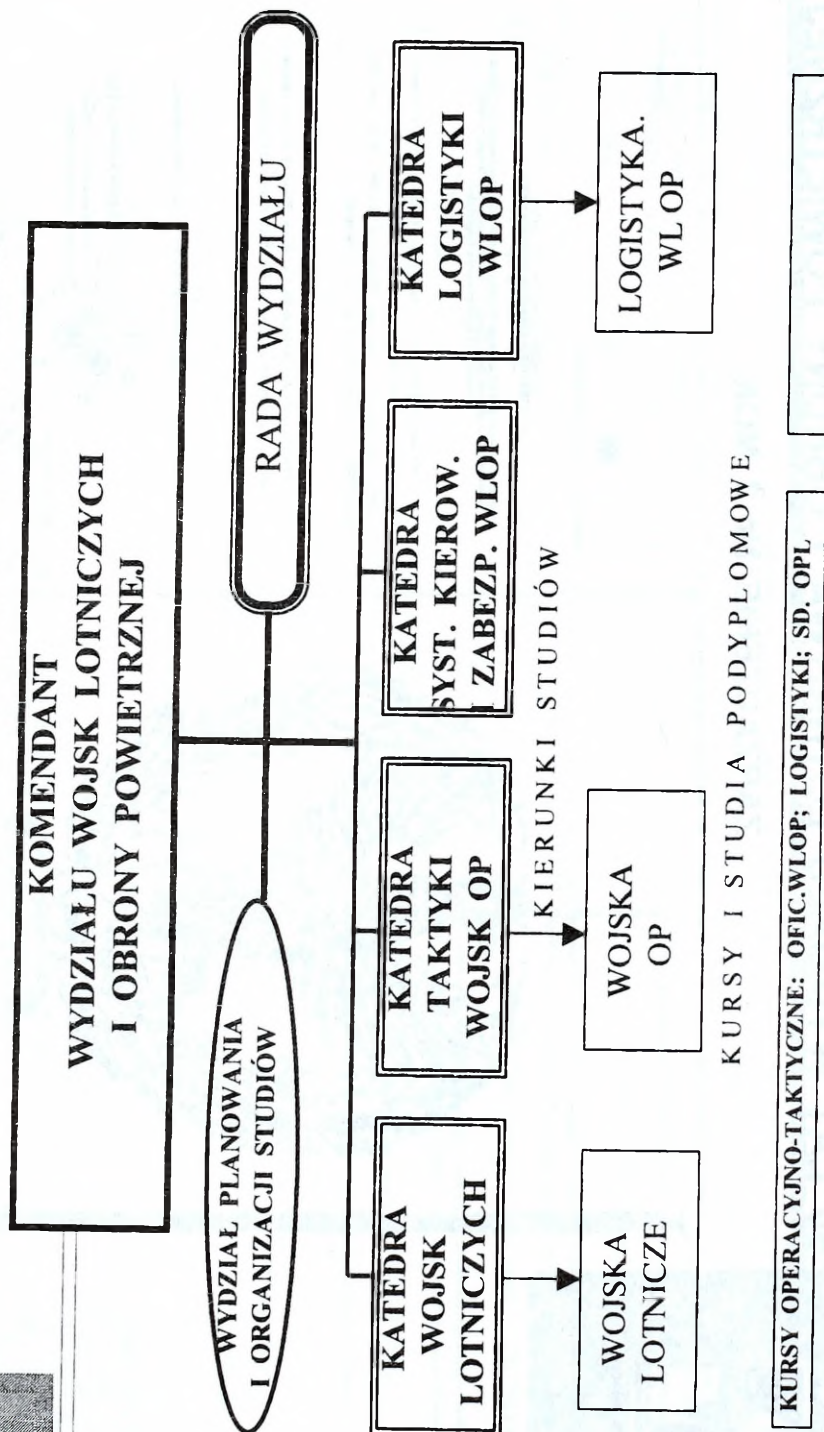 KOMENDANT
WYDZIAŁU WOJSK LOTNICZYCH
I OBRONY POWIETRZNEJ
WYDZIAŁ PLANOWANIA
I ORGANIZACJI STUDIÓW
RADA WYDZIAŁU
KATEDRA
WOJSK
LOTNICZYCH
KATEDRA
TAKTYKI
WOJSK OP
KATEDRA
SYST. KIEROW.
I ZABEZP. WLOP
KATEDRA
LOGISTYKI
WLOP
KIERUNKI STUDIÓW
WOJSKA
LOTNICZE
WOJSKA
OP
LOGISTYKA.
WL OP
KURSY I STUDIA PODYPLOMOWE
KURSY OPERACYJNO-TAKTYCZNE: OFIC.WLOP; LOGISTYKI; SD. OPL